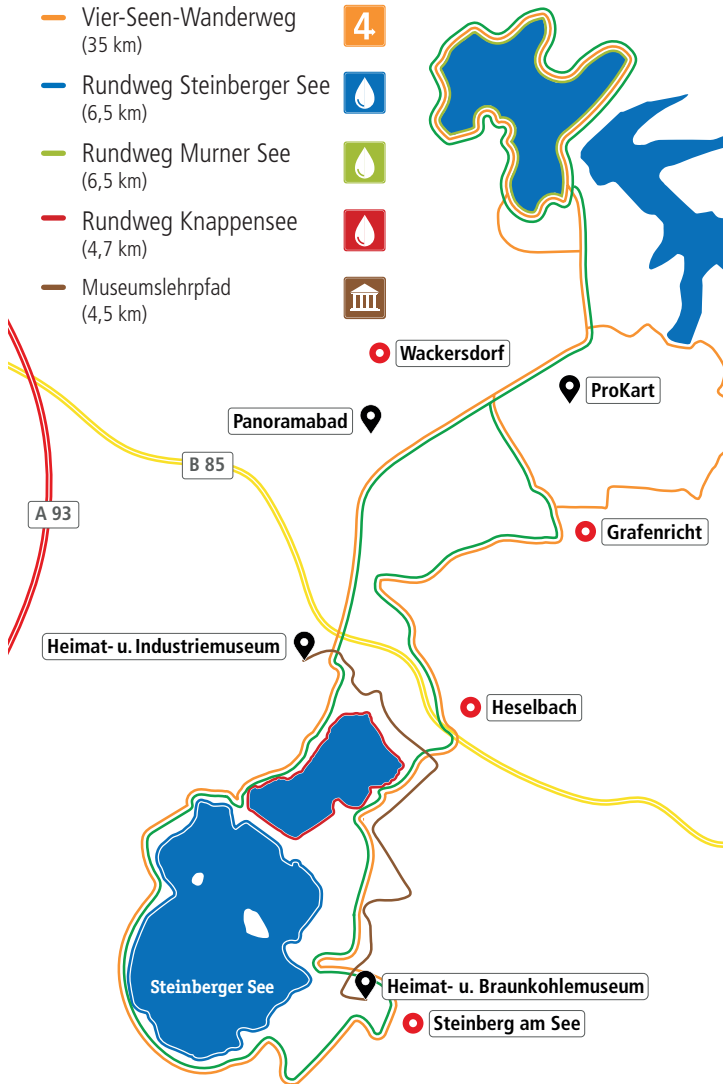 Vier-Seen-Wanderweg
(35 km)
4
Rundweg Steinberger See
(6,5 km)
Rundweg Murner See
(6,5 km)
Rundweg Knappensee
(4,7 km)
Museumslehrpfad
(4,5 km)
Wackersdorf
ProKart
Panoramabad
B 85
A 93
Grafenricht
Heimat- u. Industriemuseum
Heselbach
Steinberger See
Heimat- u. Braunkohlemuseum
Steinberg am See